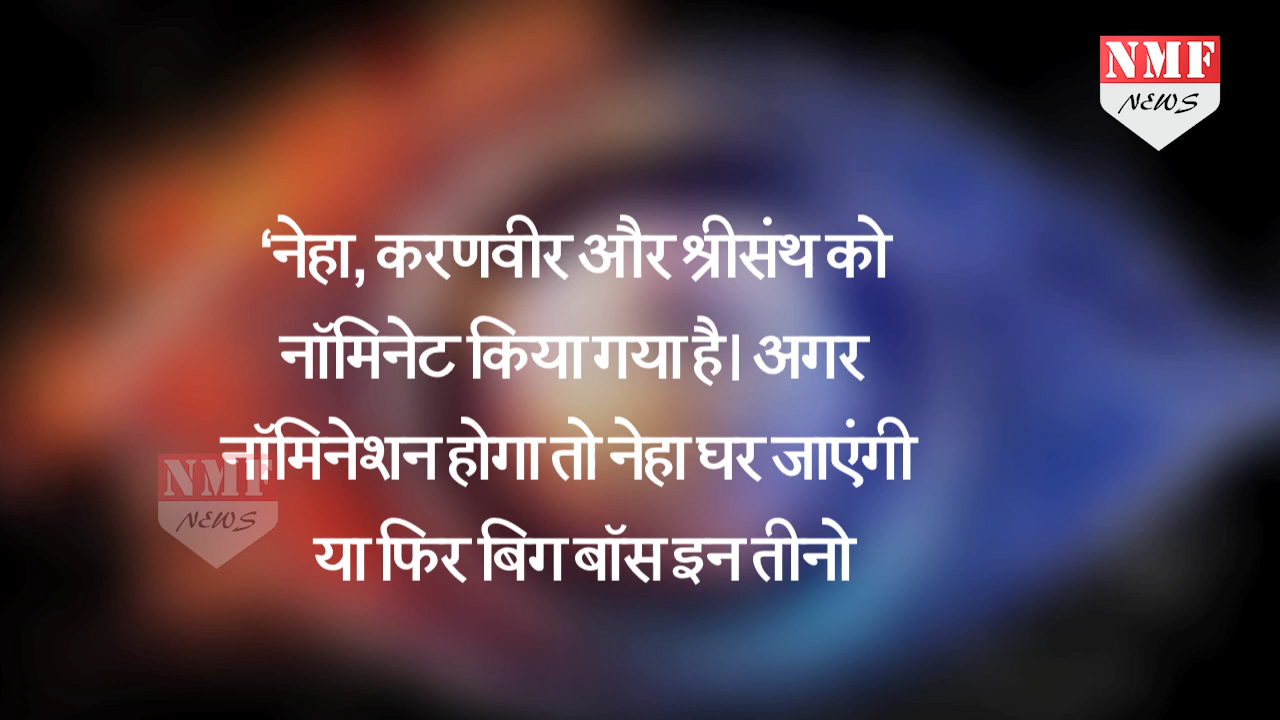 NMF
NEWS
‘नेहा, करणवीर और श्रीसंथ को
नॉमिनेट किया गया है। अगर
नॉमिनेशन होगा तो नेहा घर जाएंगी
या फिर बिग बॉस इन तीनो
NMF
NEWS